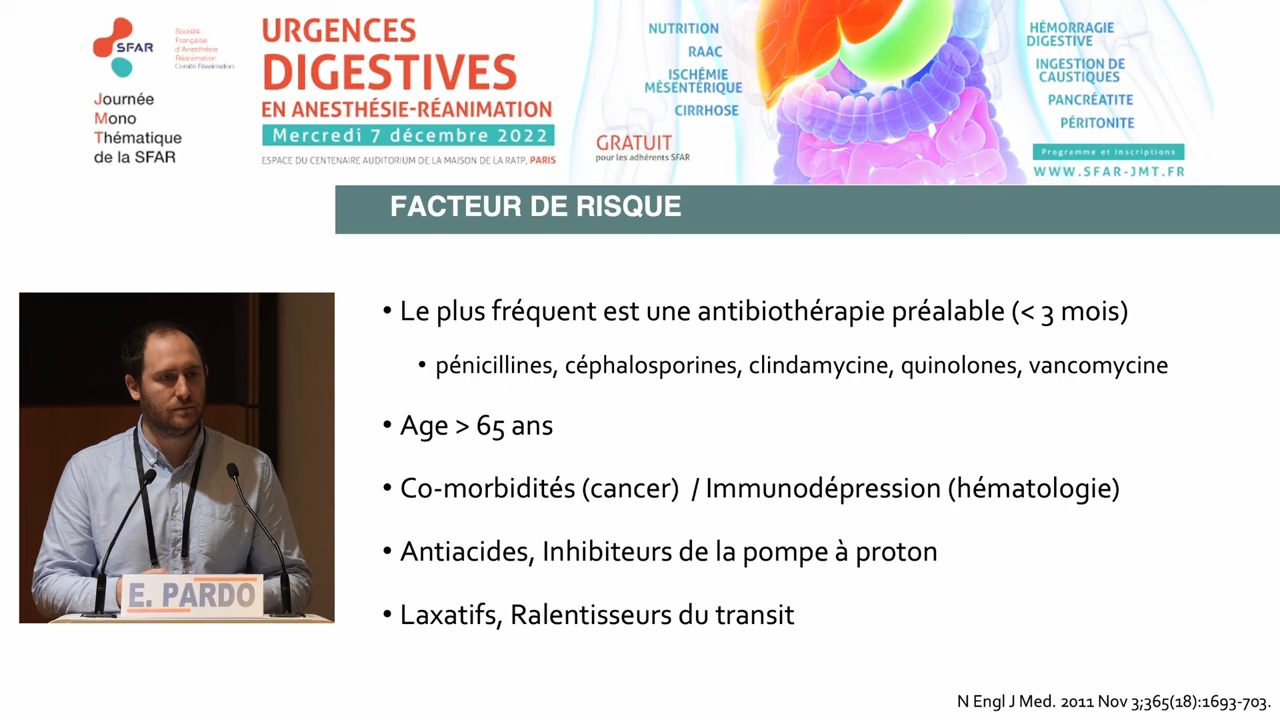 SFAR
Société
Française
d'Anesthésie
Réanimation
Comité Réanimation
Journée
Mono
Thématique
de la SFAR
URGENCES
DIGESTIVES
EN ANESTHÉSIE-RÉANIMATION
Mercredi 7 décembre 2022
ESPACE DU CENTENAIRE AUDITORIUM DE LA MAISON DE LA RATP, PARIS
GRATUIT
pour les adhérents SFAR
NUTRITION
RAAC
ISCHÉMIE
MÉSENTÉRIQUE
CIRRHOSE
HÉMORRAGIE
DIGESTIVE
INGESTION DE
CAUSTIQUES
PANCRÉATITE
PÉRITONITE
Programme et inscriptions
WWW.SFAR-JMT.FR
FACTEUR DE RISQUE
• Le plus fréquent est une antibiothérapie préalable (< 3 mois)
• pénicillines, céphalosporines, clindamycine, quinolones, vancomycine
• Age > 65 ans
• Co-morbidités (cancer) / Immunodépression (hématologie)
• Antiacides, Inhibiteurs de la pompe à proton
• Laxatifs, Ralentisseurs du transit
E. PARDO
N Engl J Med. 2011 Nov 3;365(18):1693-703.